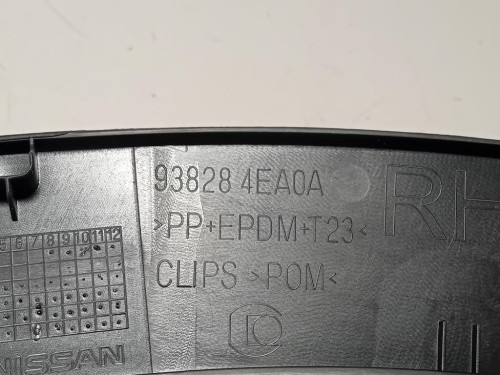 93828 4EA0A
>PP+EPDM+T23<
RH
CLIPS >POM<
5 6 7 8 9 10 11 12
NISSAN